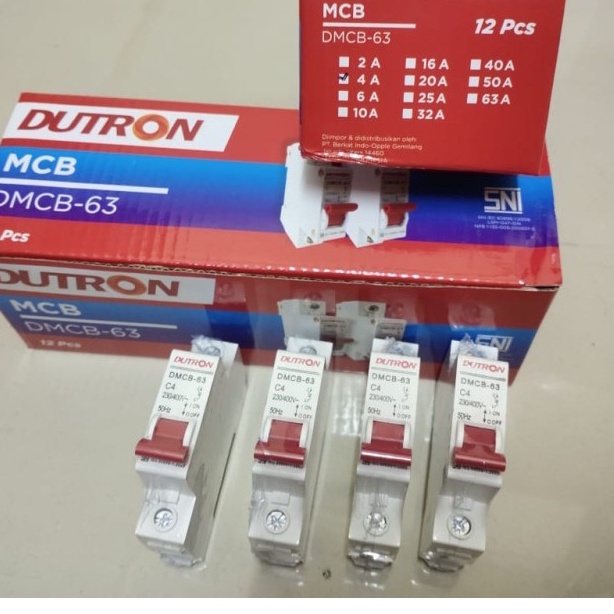 MCB
12 Pcs
DMCB-63
2 A
16 A
40 A
4 A
20 A
50 A
6 A
25 A
63 A
10 A
32 A
Diimpor & didistribusikan oleh:
PT. Berkat Indo-Opple Gemilang
14460
DUTRON
MCB
DMCB-63
Pcs
SNI
DUTRON
MCB
DMCB-63
12 Pcs
SNI
DUTRON
DMCB-63
C4
230/400V~
50Hz
I ON
O OFF
DUTRON
DMCB-63
C4
230/400V~
50Hz
I ON
O OFF
DUTRON
DMCB-63
C4
230/400V~
50Hz
I ON
O OFF
DUTRON
DMCB-63
C4
230/400V~
50Hz
I ON
O OFF